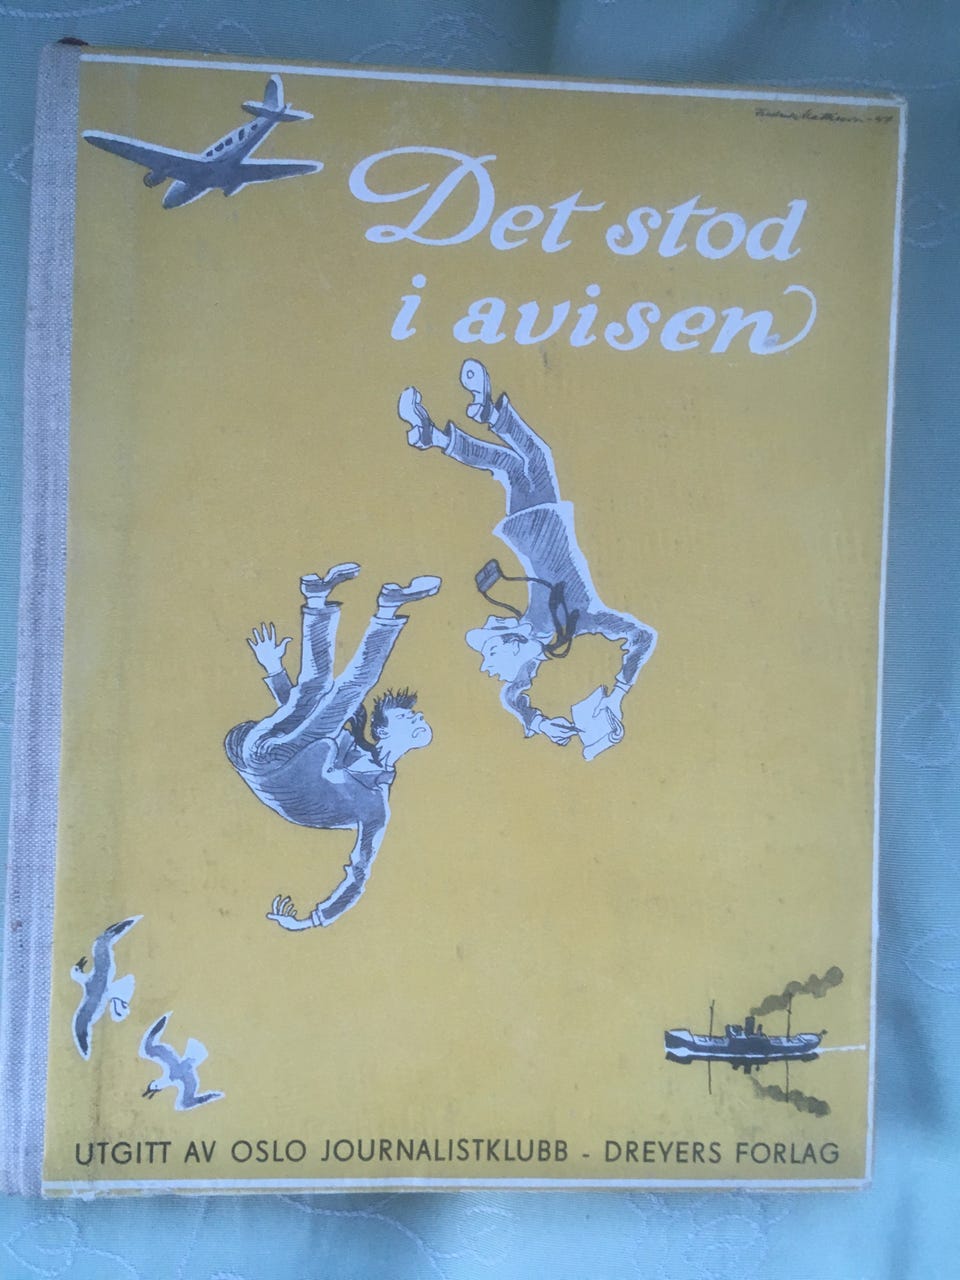 Det stod
i avisen
UTGITT AV OSLO JOURNALISTKLUBB - DREYERS FORLAG